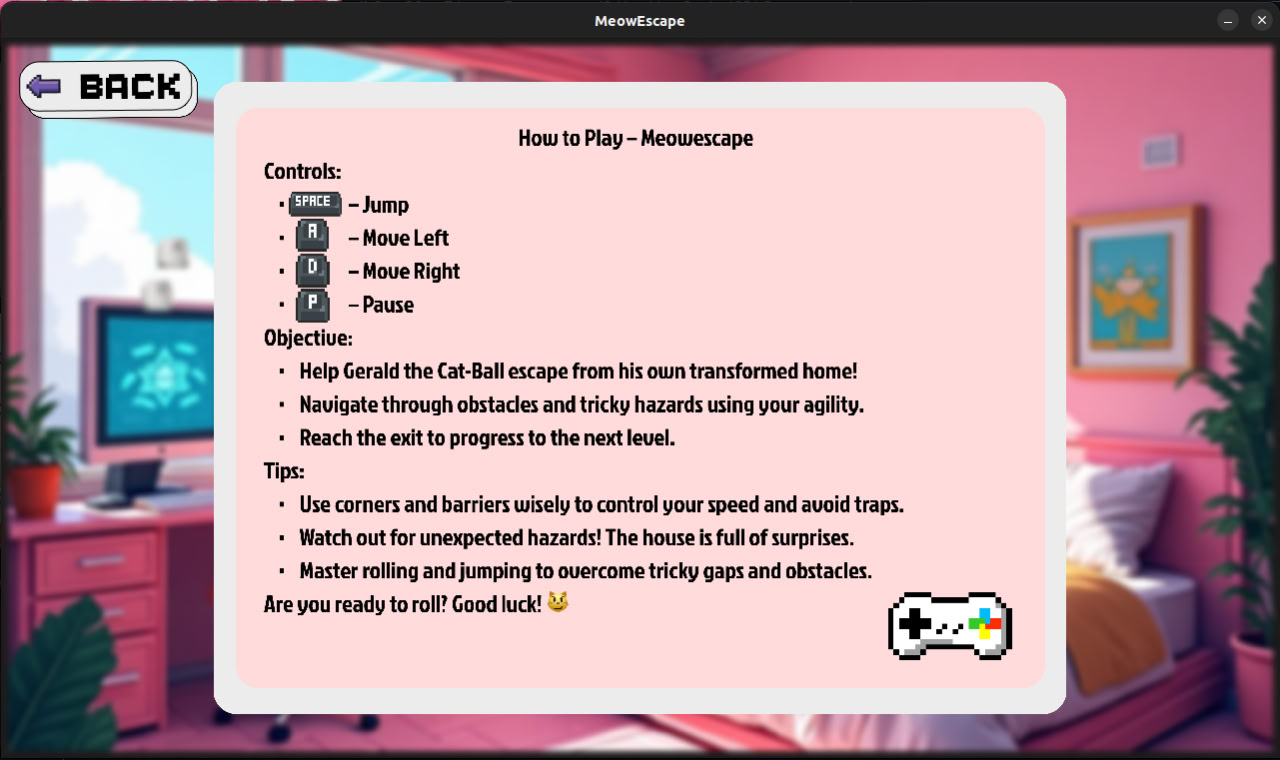 MeowEscape
BACK
How to Play – Meowescape
Controls:
• SPACE – Jump
• A – Move Left
• D – Move Right
• P – Pause
Objective:
• Help Gerald the Cat-Ball escape from his own transformed home!
• Navigate through obstacles and tricky hazards using your agility.
• Reach the exit to progress to the next level.
Tips:
• Use corners and barriers wisely to control your speed and avoid traps.
• Watch out for unexpected hazards! The house is full of surprises.
• Master rolling and jumping to overcome tricky gaps and obstacles.
Are you ready to roll? Good luck! 😼